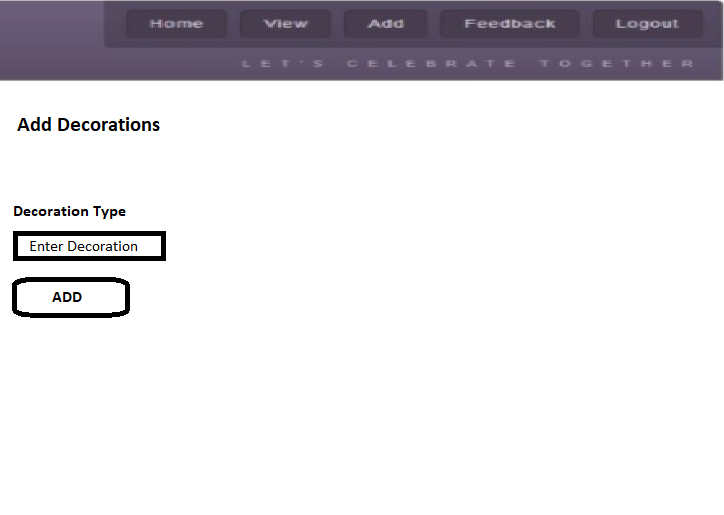 Home View Add Feedback Logout
LET'S CELEBRATE TOGETHER
Add Decorations
Decoration Type
Enter Decoration
ADD